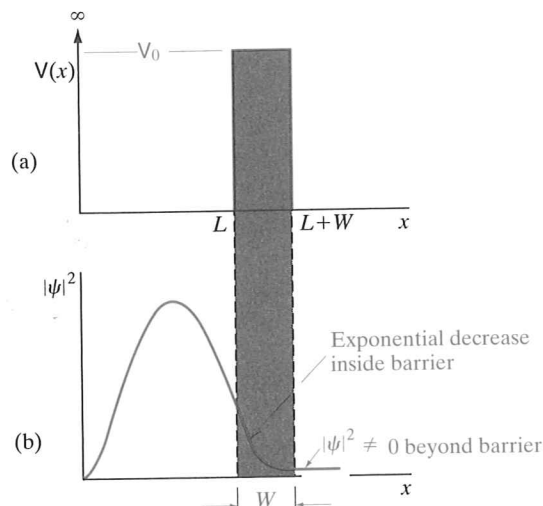 ∞
V₀
V(x)
(a)
L
L+W
x
|ψ|²
Exponential decrease
inside barrier
(b)
|ψ|² ≠ 0 beyond barrier
W
x